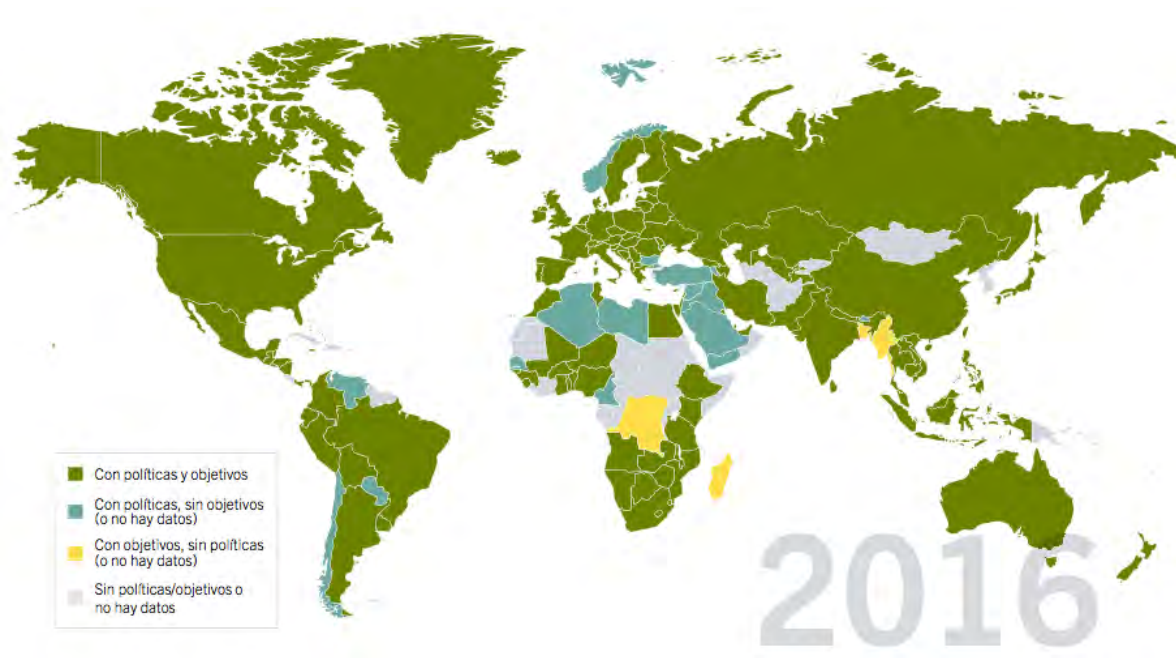 Con políticas y objetivos
Con políticas, sin objetivos
(o no hay datos)
Con objetivos, sin políticas
(o no hay datos)
Sin políticas/objetivos o
no hay datos
2016